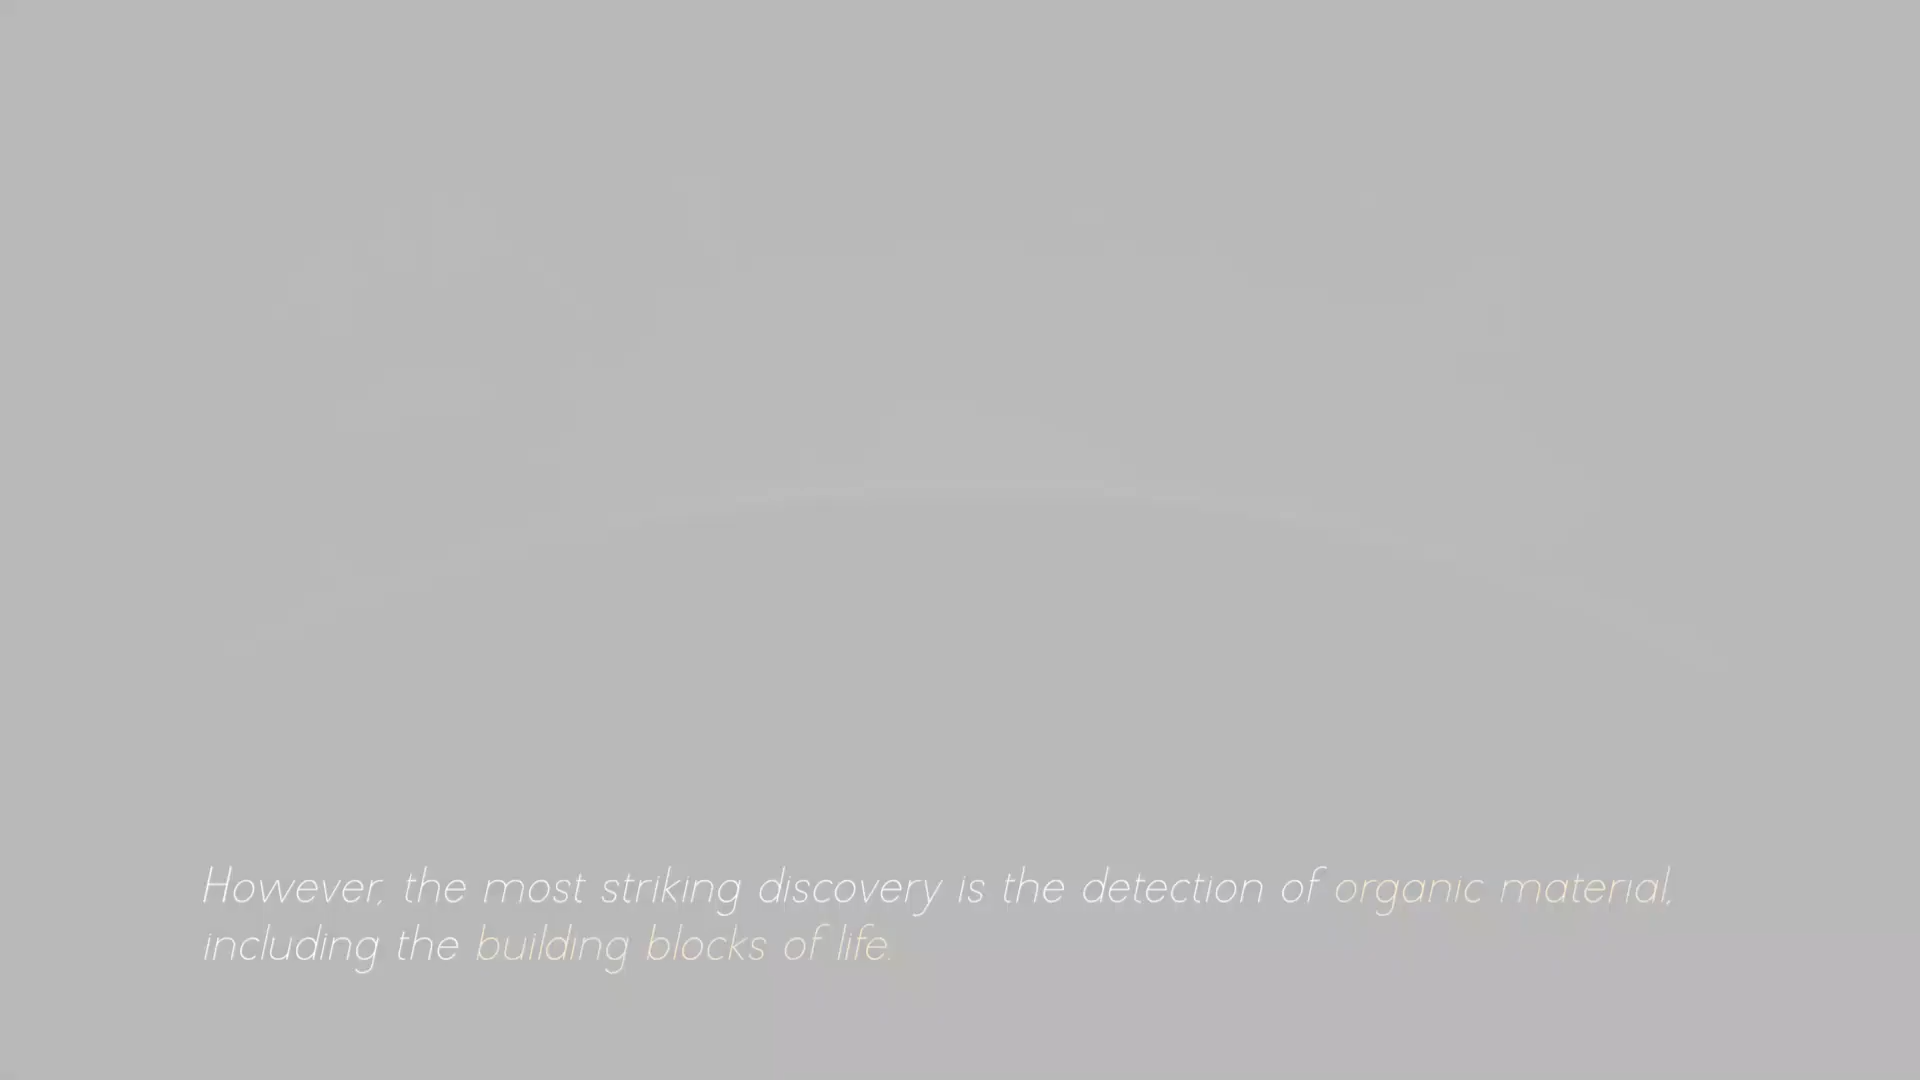 However, the most striking discovery is the detection of organic material,
including the building blocks of life.